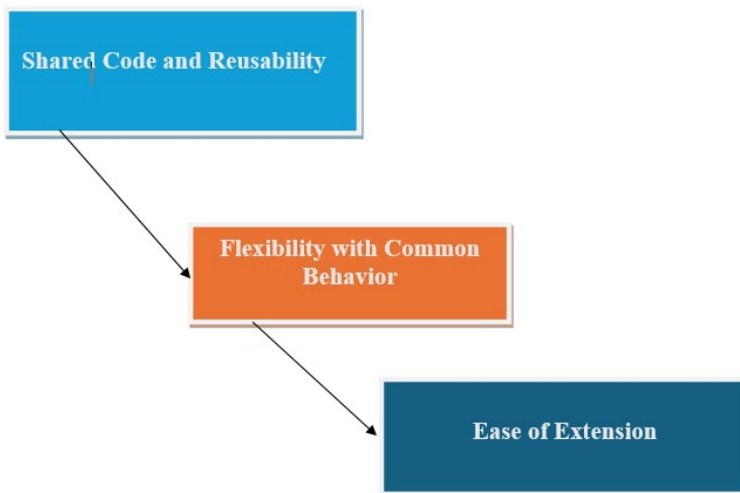 Shared Code and Reusability
Flexibility with Common
Behavior
Ease of Extension